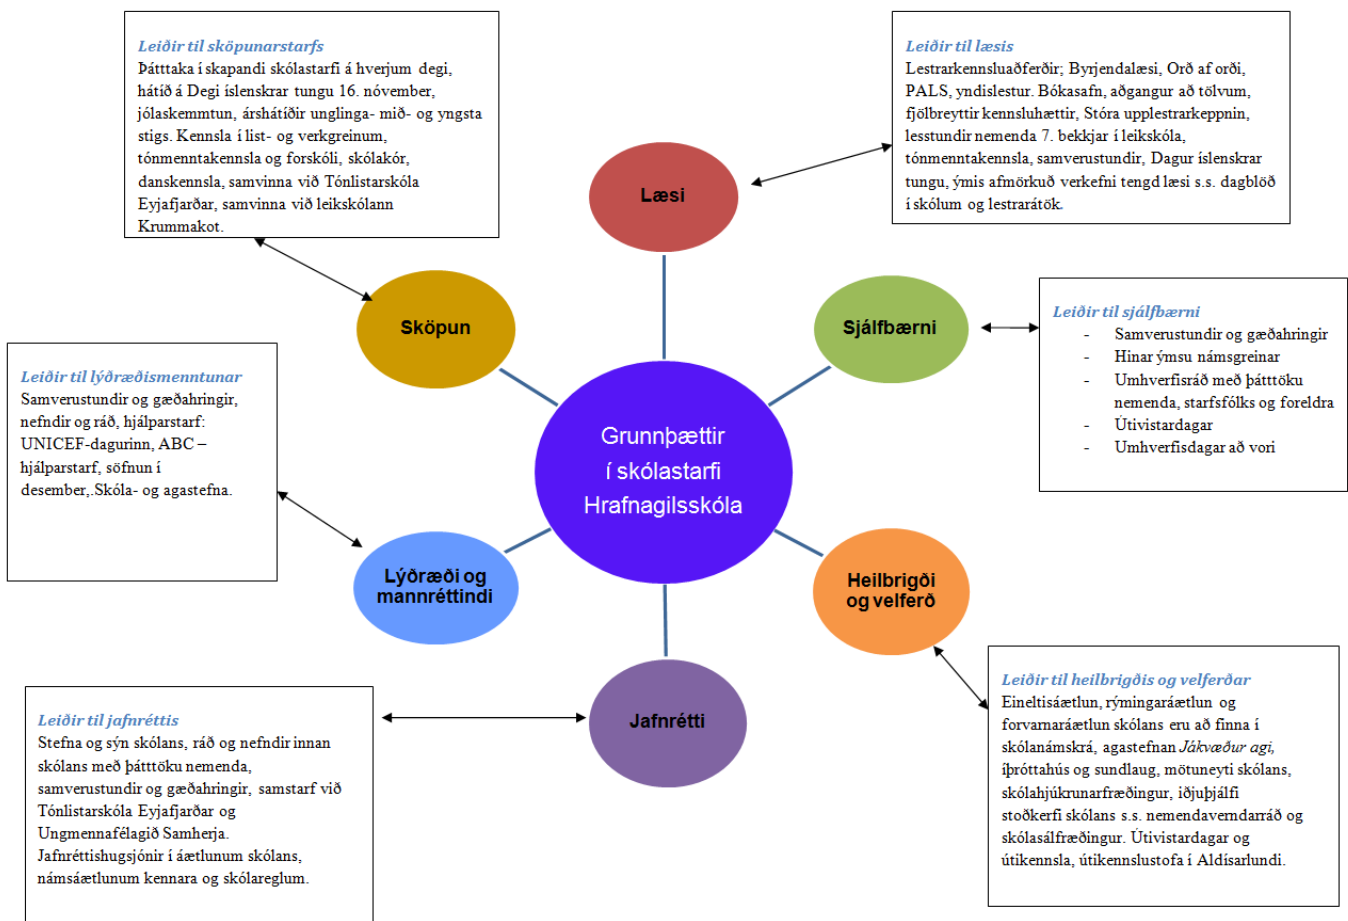 Leiðir til sköpunarstarfs
Þátttaka í skapandi skólastarfi á hverjum degi,
hátíð á Degi íslenskrar tungu 16. nóvember,
jólaskemmtun, árshátíðir unglinga- mið- og yngsta
stigs. Kennsla í list- og verkgreinum,
tónmenntakennsla og forskóli, skólakór,
danskennsla, samvinna við Tónlistarskóla
Eyjafjarðar, samvinna við leikskólann
Krummakot.
Leiðir til læsis
Lestrarkennsluaðferðir; Byrjendalæsi, Orð af orði,
PALS, yndislestur. Bókasafn, aðgangur að tölvum,
fjölbreyttir kennsluhættir, Stóra upplestrarkeppnin,
lesstundir nemenda 7. bekkjar í leikskóla,
tónmenntakennsla, samverustundir, Dagur íslenskrar
tungu, ýmis afmörkuð verkefni tengd læsi s.s. dagblöð
í skólum og lestrarátök.
Læsi
Sköpun
Sjálfbærni
Leiðir til sjálfbærni
- Samverustundir og gæðahringir
- Hinar ýmsu námsgreinar
- Umhverfisráð með þátttöku
nemenda, starfsfólks og foreldra
- Útivistardagar
- Umhverfisdagar að vori
Leiðir til lýðræðismenntunar
Samverustundir og gæðahringir,
nefndir og ráð, hjálparstarf:
UNICEF-dagurinn, ABC –
hjálparstarf, söfnun í
desember,.Skóla- og agastefna.
Grunnþættir
í skólastarfi
Hrafnagilsskóla
Lýðræði og
mannréttindi
Heilbrigði
og velferð
Jafnrétti
Leiðir til heilbrigðis og velferðar
Eineltisáætlun, rýmingaráætlun og
forvarnaráætlun skólans eru að finna í
skólanámskrá, agastefnan Jákvæður agi,
íþróttahús og sundlaug, mötuneyti skólans,
skólahjúkrunarfræðingur, iðjuþjálfi
stoðkerfi skólans s.s. nemendaverndarráð og
skólasálfræðingur. Útivistardagar og
útikennsla, útikennslustofa í Aldísarlundi.
Leiðir til jafnréttis
Stefna og sýn skólans, ráð og nefndir innan
skólans með þátttöku nemenda,
samverustundir og gæðahringir, samstarf við
Tónlistarskóla Eyjafjarðar og
Ungmennafélagið Samherja.
Jafnréttishugsjónir í áætlunum skólans,
námsáætlunum kennara og skólareglum.